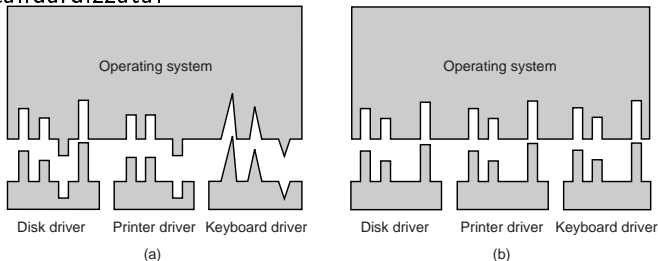 Operating system
Operating system
Disk driver Printer driver Keyboard driver
Disk driver Printer driver Keyboard driver
(a)
(b)